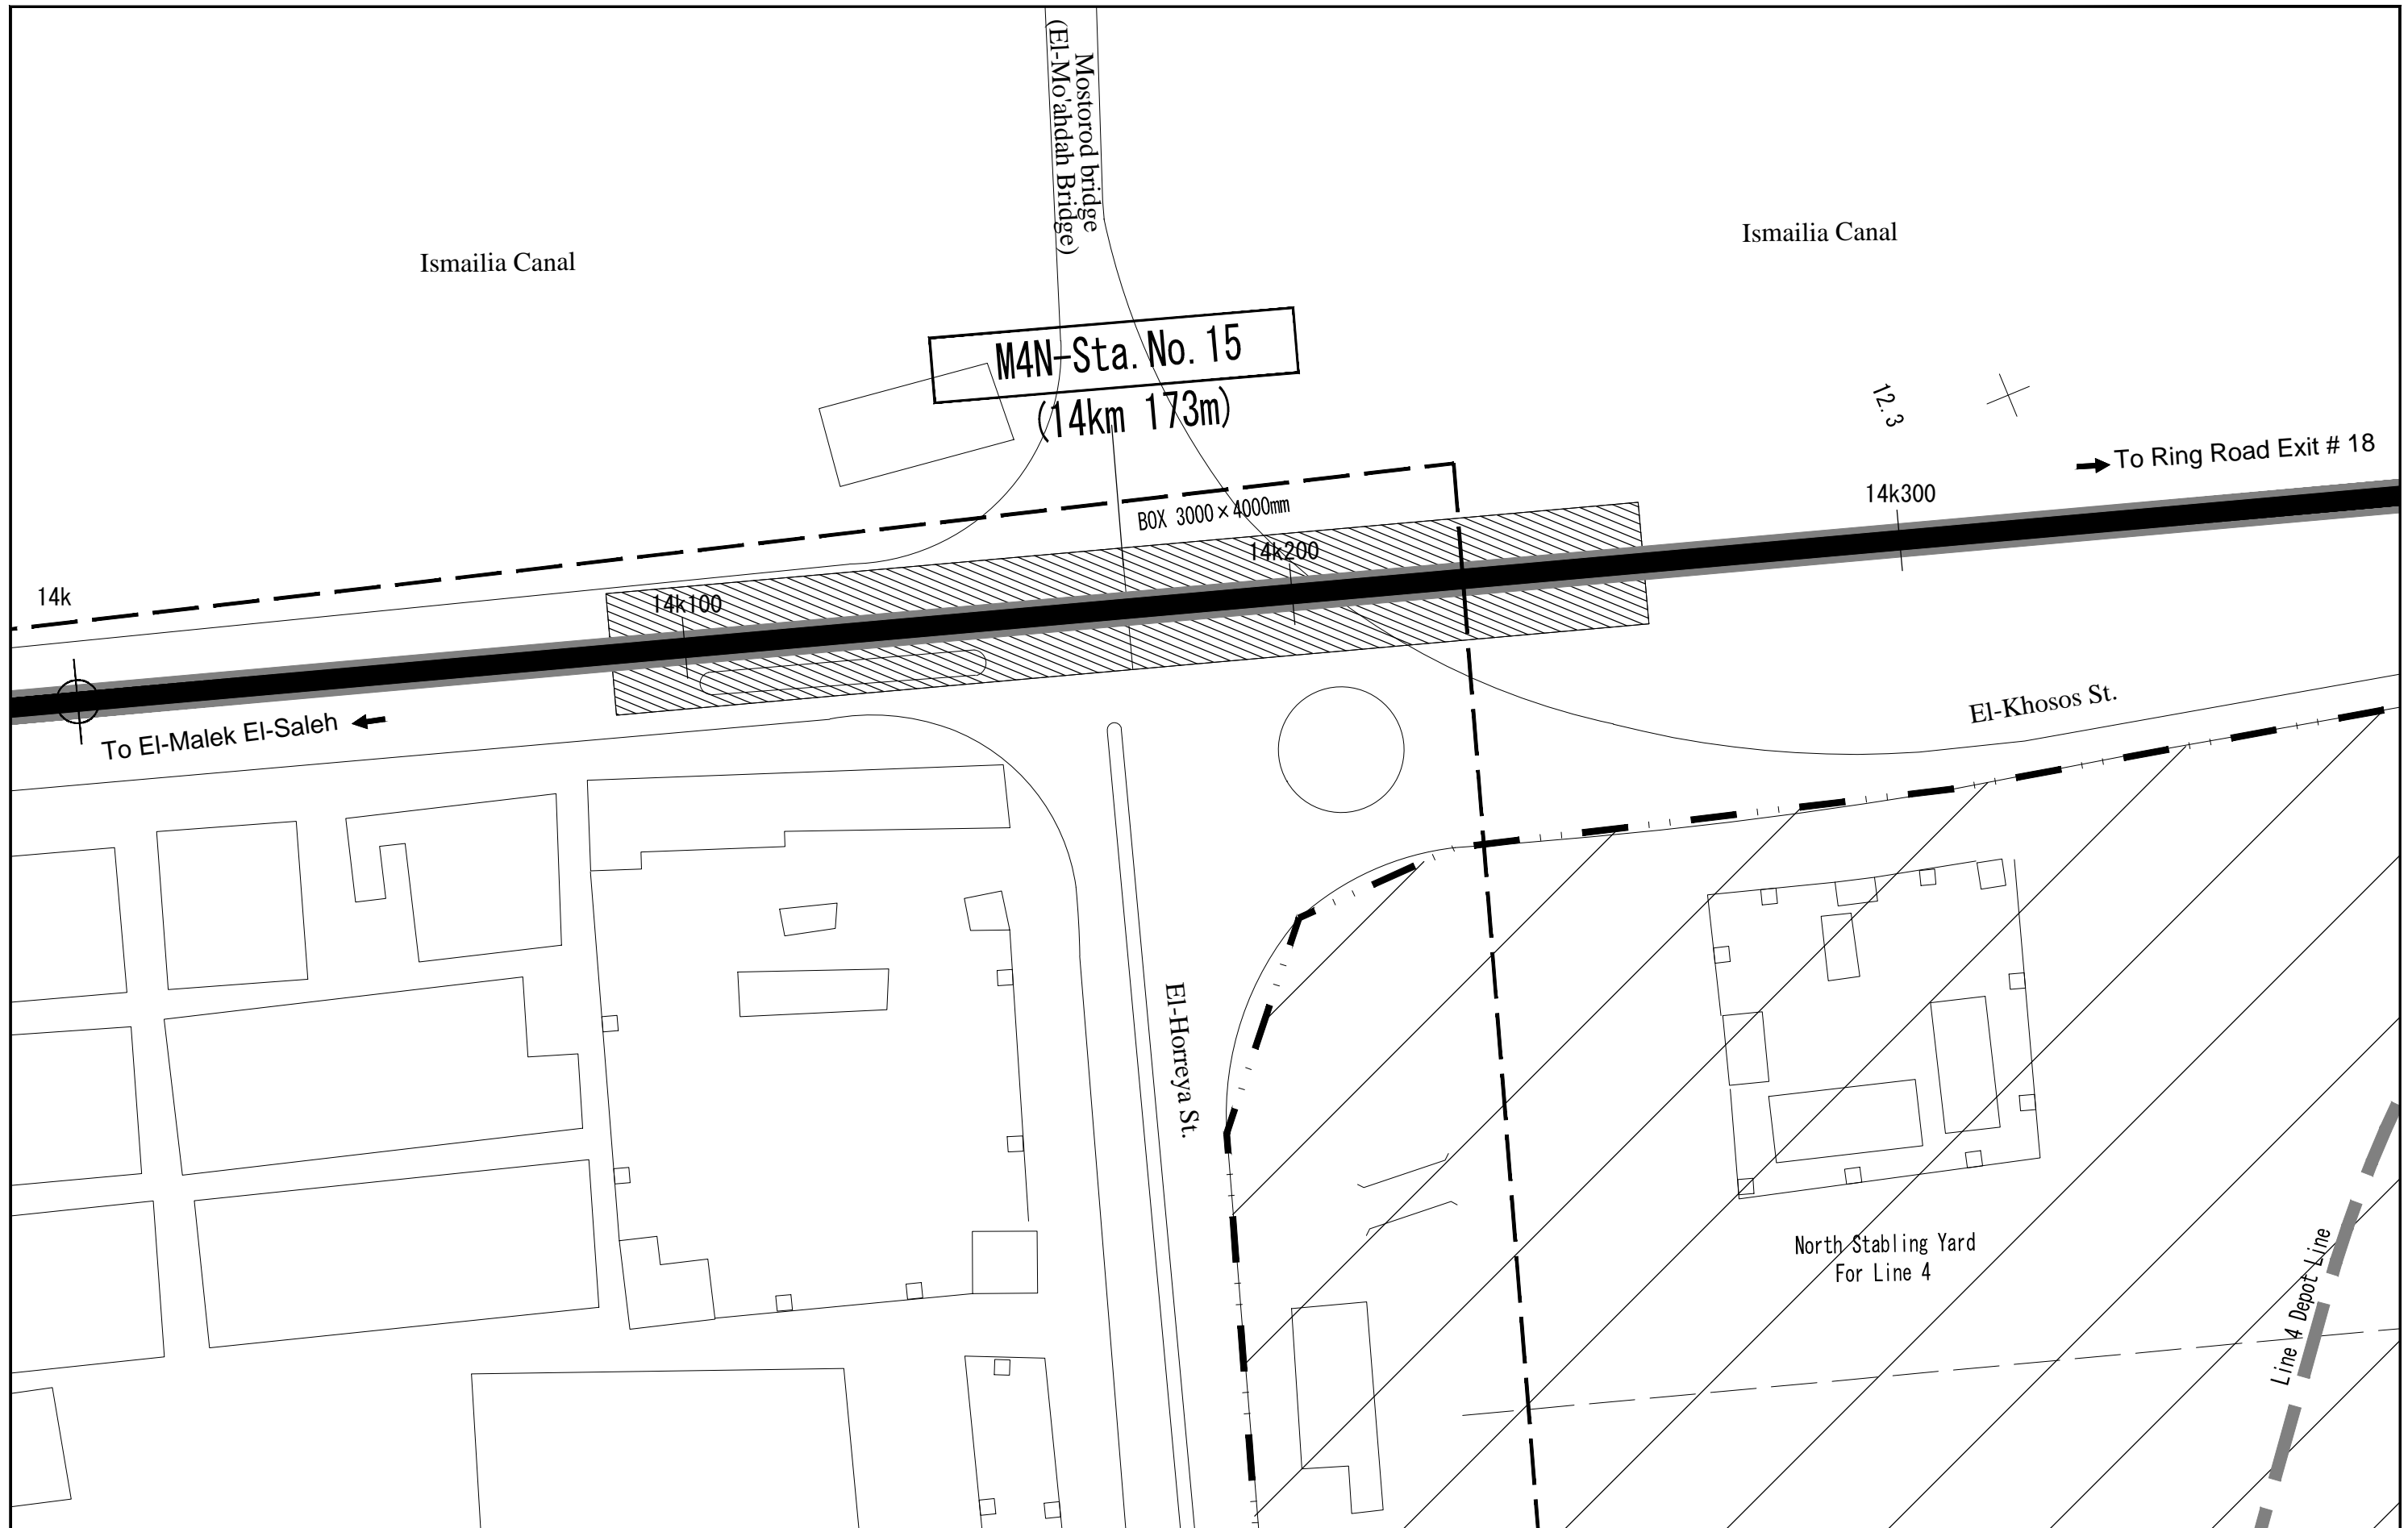 Mostorod bridge
(El-Mo'ahdah Bridge)
Ismailia Canal
Ismailia Canal
M4N-Sta. No. 15
(14km 173m)
12.3
To Ring Road Exit # 18
14k300
BOX 3000×4000mm
14k200
14k100
14k
To El-Malek El-Saleh
El-Khosos St.
El-Horreya St.
North Stabling Yard
For Line 4
Line 4 Depot Line